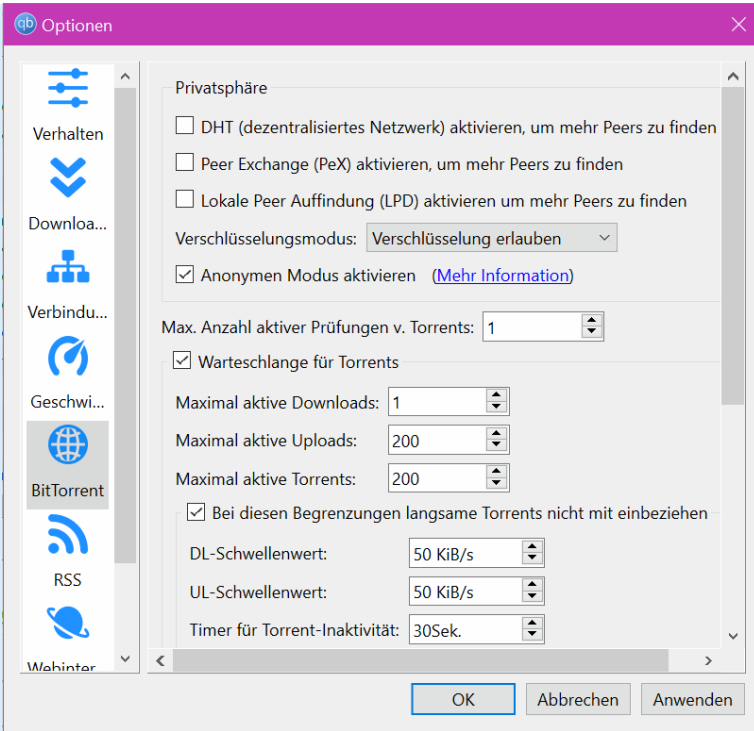 qb Optionen
Verhalten
Downloa...
Verbindu...
Geschwi...
BitTorrent
RSS
Webinter
Privatsphäre
DHT (dezentralisiertes Netzwerk) aktivieren, um mehr Peers zu finden
Peer Exchange (PeX) aktivieren, um mehr Peers zu finden
Lokale Peer Auffindung (LPD) aktivieren um mehr Peers zu finden
Verschlüsselungsmodus: Verschlüsselung erlauben
Anonymen Modus aktivieren (Mehr Information)
Max. Anzahl aktiver Prüfungen v. Torrents: 1
Warteschlange für Torrents
Maximal aktive Downloads: 1
Maximal aktive Uploads: 200
Maximal aktive Torrents: 200
Bei diesen Begrenzungen langsame Torrents nicht mit einbeziehen
DL-Schwellenwert: 50 KiB/s
UL-Schwellenwert: 50 KiB/s
Timer für Torrent-Inaktivität: 30Sek.
OK Abbrechen Anwenden